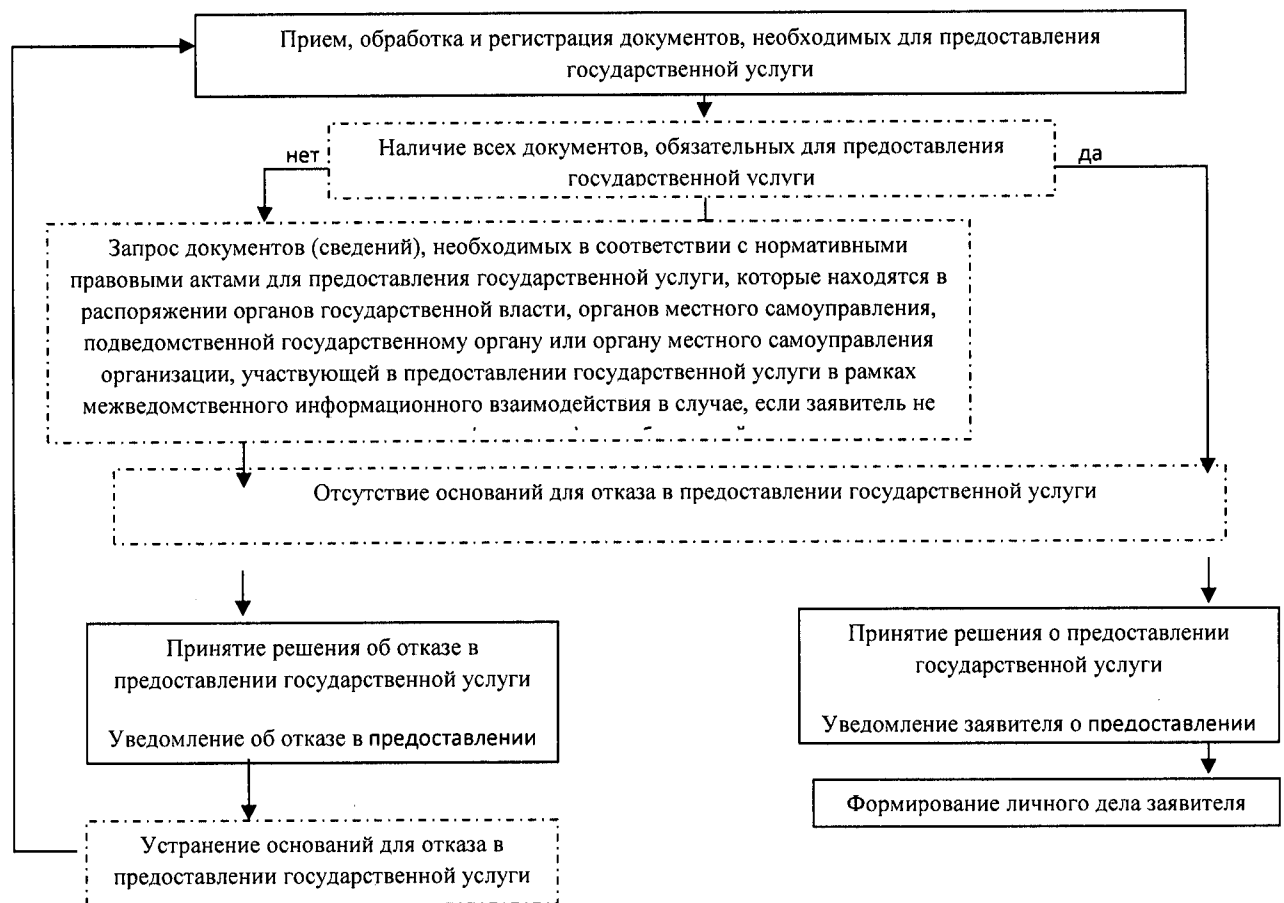 Прием, обработка и регистрация документов, необходимых для предоставления
государственной услуги
нет
Наличие всех документов, обязательных для предоставления
государственной услуги
да
Запрос документов (сведений), необходимых в соответствии с нормативными
правовыми актами для предоставления государственной услуги, которые находятся в
распоряжении органов государственной власти, органов местного самоуправления,
подведомственной государственному органу или органу местного самоуправления
организации, участвующей в предоставлении государственной услуги в рамках
межведомственного информационного взаимодействия в случае, если заявитель не
Отсутствие оснований для отказа в предоставлении государственной услуги
Принятие решения об отказе в
предоставлении государственной услуги
Уведомление об отказе в предоставлении
Принятие решения о предоставлении
государственной услуги
Уведомление заявителя о предоставлении
Формирование личного дела заявителя
Устранение оснований для отказа в
предоставлении государственной услуги